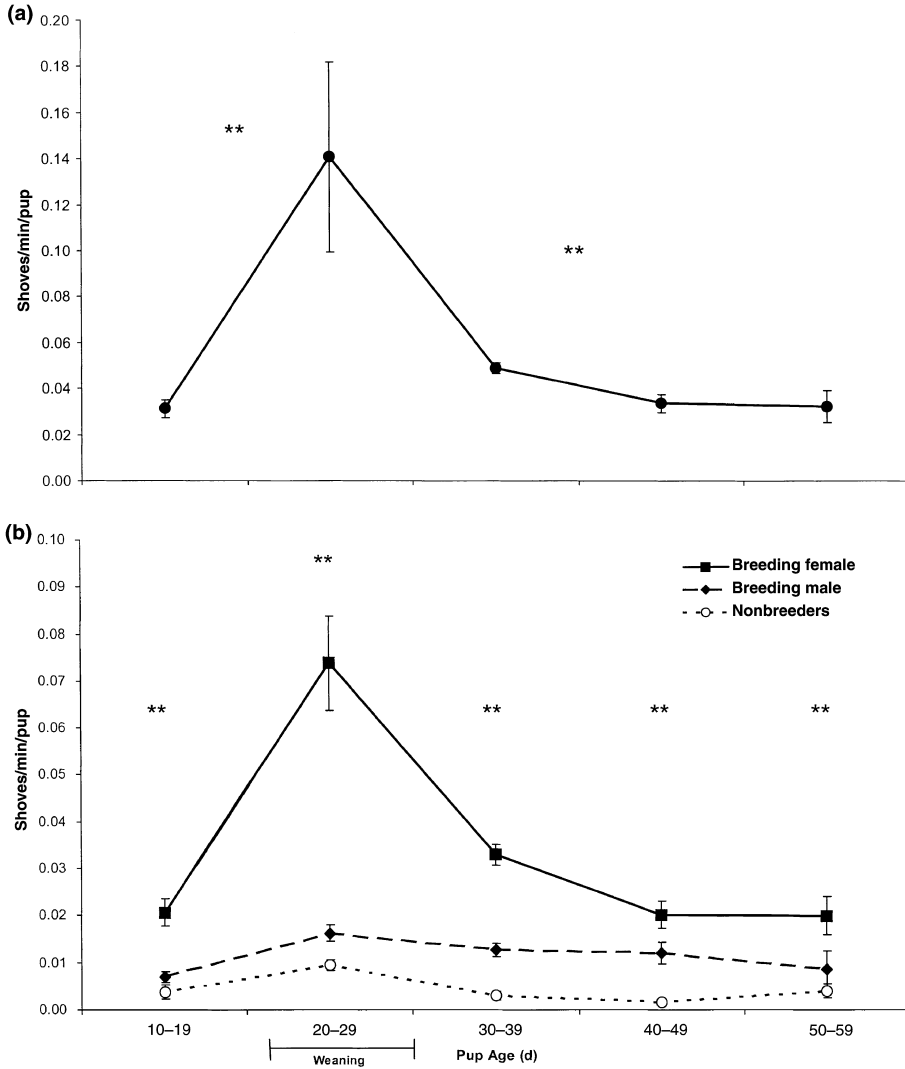 (a)
0.20
0.18
0.16
0.14
0.12
0.10
0.08
0.06
0.04
0.02
0.00
Shoves/min/pup
**
**
(b)
0.10
0.09
0.08
0.07
0.06
0.05
0.04
0.03
0.02
0.01
0.00
Shoves/min/pup
**
**
**
**
**
Breeding female
Breeding male
Nonbreeders
10–19 20–29 30–39 40–49 50–59
Weaning
Pup Age (d)